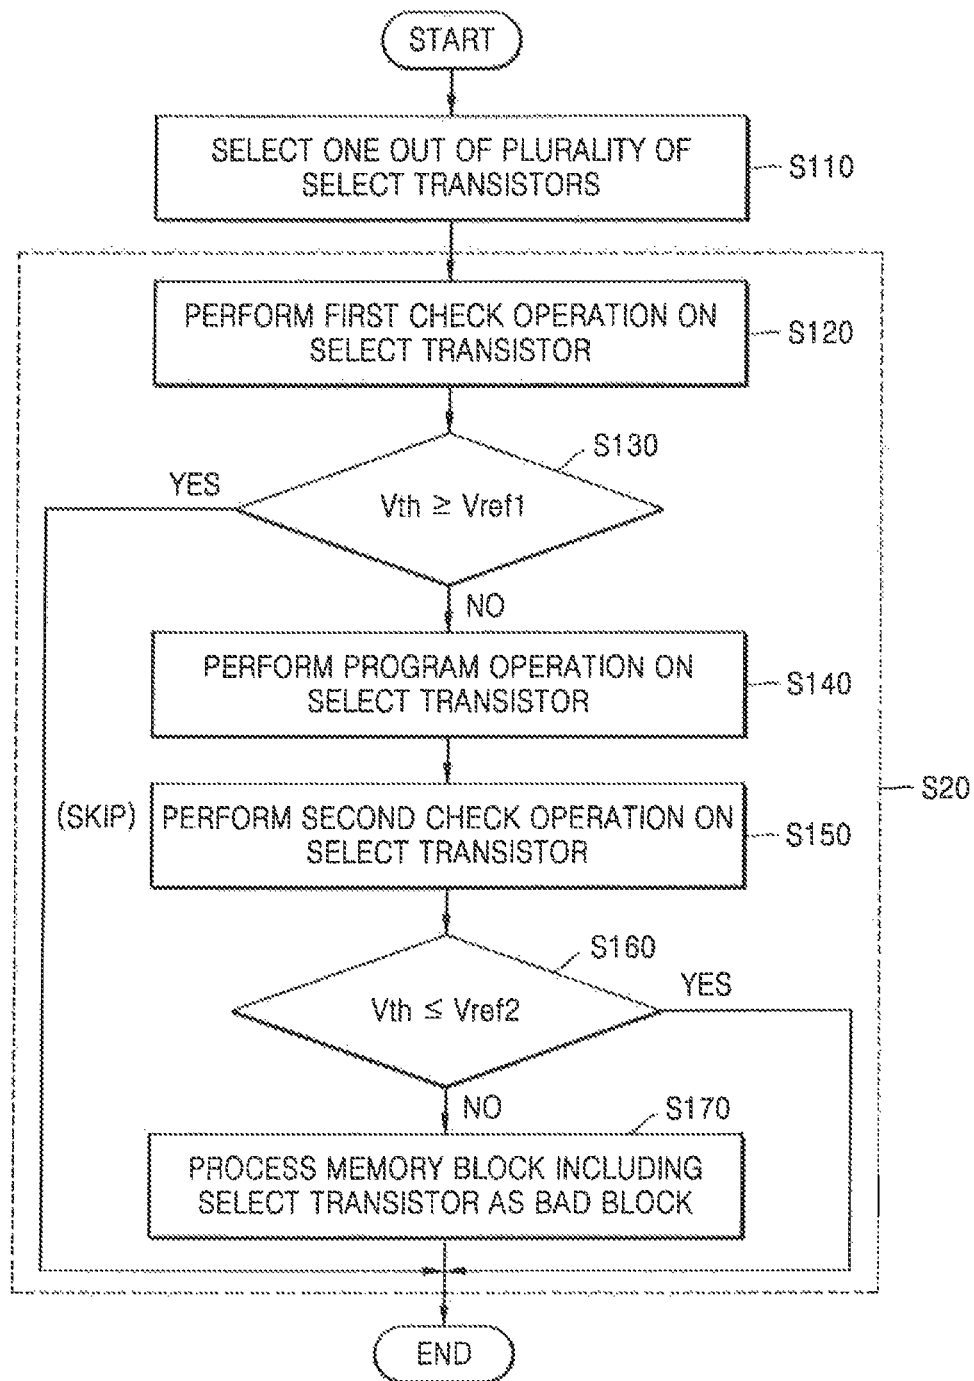 START
SELECT ONE OUT OF PLURALITY OF
SELECT TRANSISTORS
S110
PERFORM FIRST CHECK OPERATION ON
SELECT TRANSISTOR
S120
S130
YES
Vth ≥ Vref1
NO
PERFORM PROGRAM OPERATION ON
SELECT TRANSISTOR
S140
S20
(SKIP)
PERFORM SECOND CHECK OPERATION ON
SELECT TRANSISTOR
S150
S160
YES
Vth ≤ Vref2
NO
S170
PROCESS MEMORY BLOCK INCLUDING
SELECT TRANSISTOR AS BAD BLOCK
END